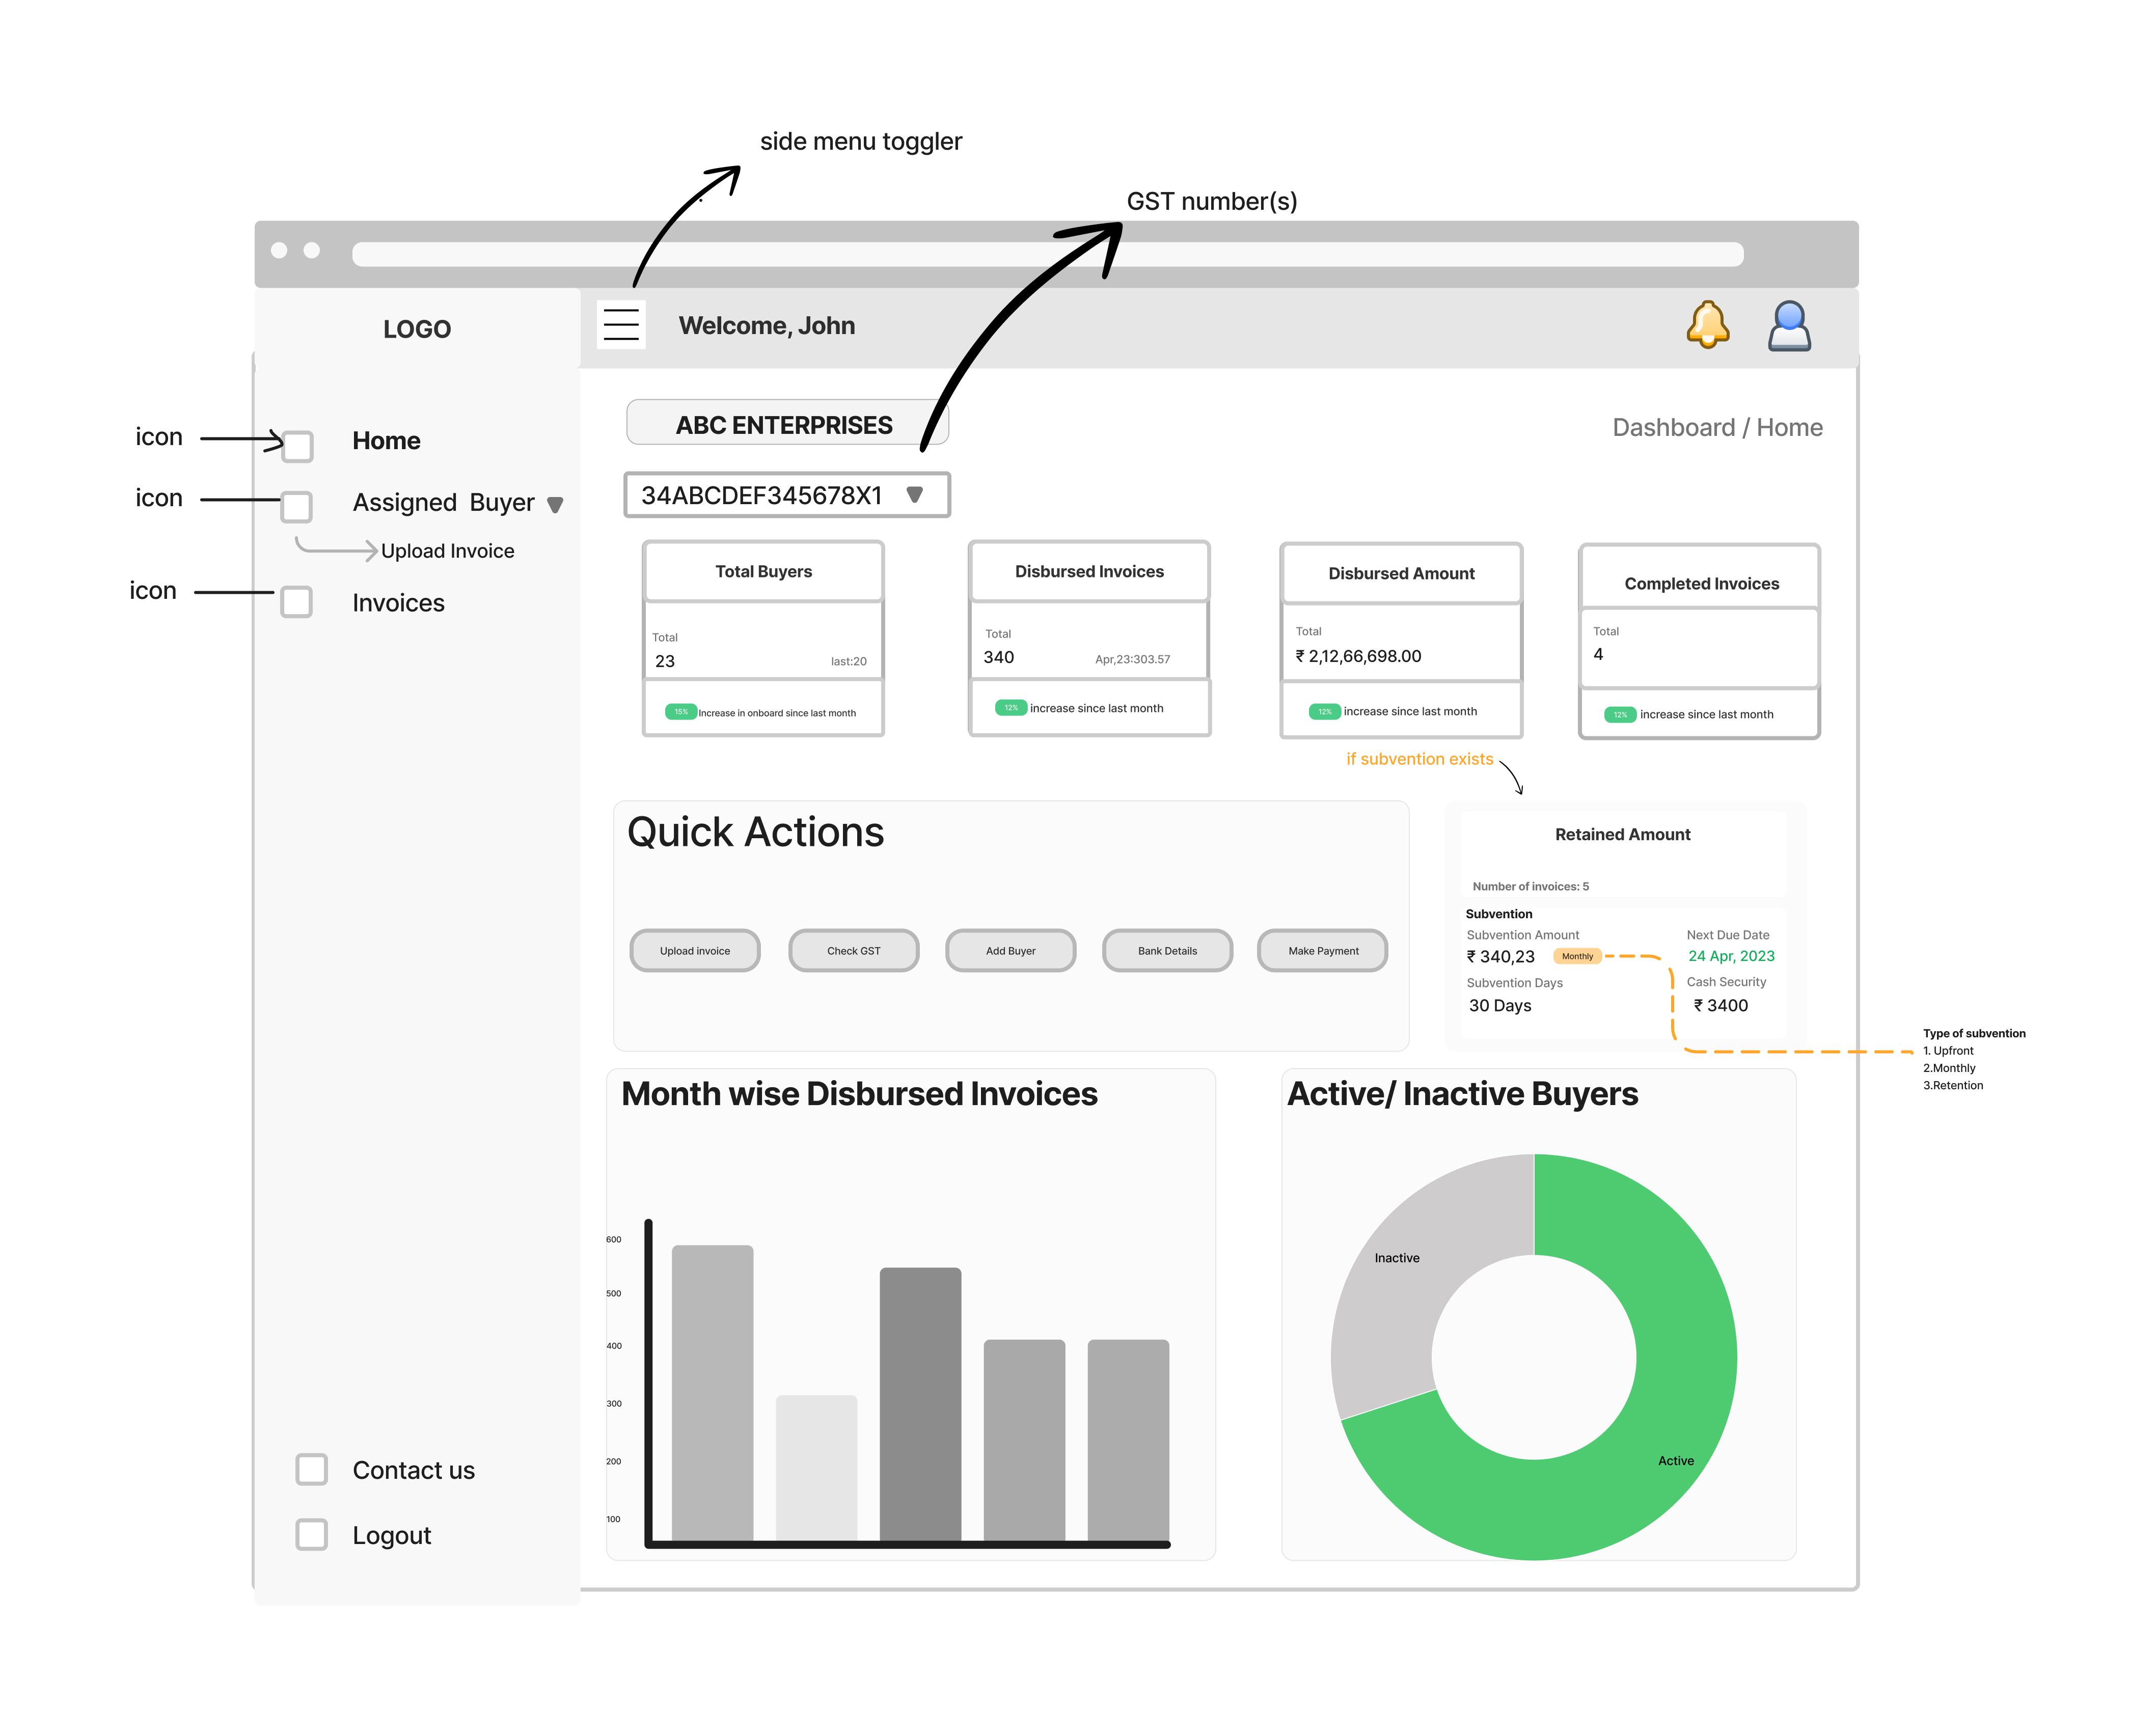 side menu toggler
GST number(s)
LOGO
Welcome, John
icon
Home
icon
Assigned Buyer
Upload Invoice
icon
Invoices
Contact us
Logout
ABC ENTERPRISES
Dashboard / Home
34ABCDEF345678X1
Total Buyers
Total
23
last:20
15%
Increase in onboard since last month
Disbursed Invoices
Total
340
Apr,23:303.57
12%
increase since last month
Disbursed Amount
Total
₹ 2,12,66,698.00
12%
increase since last month
Completed Invoices
Total
4
12%
increase since last month
if subvention exists
Quick Actions
Upload invoice
Check GST
Add Buyer
Bank Details
Make Payment
Retained Amount
Number of invoices: 5
Subvention
Subvention Amount
₹ 340,23
Monthly
Next Due Date
24 Apr, 2023
Subvention Days
30 Days
Cash Security
₹ 3400
Type of subvention
1. Upfront
2.Monthly
3.Retention
Month wise Disbursed Invoices
600
500
400
300
200
100
Active/ Inactive Buyers
Inactive
Active